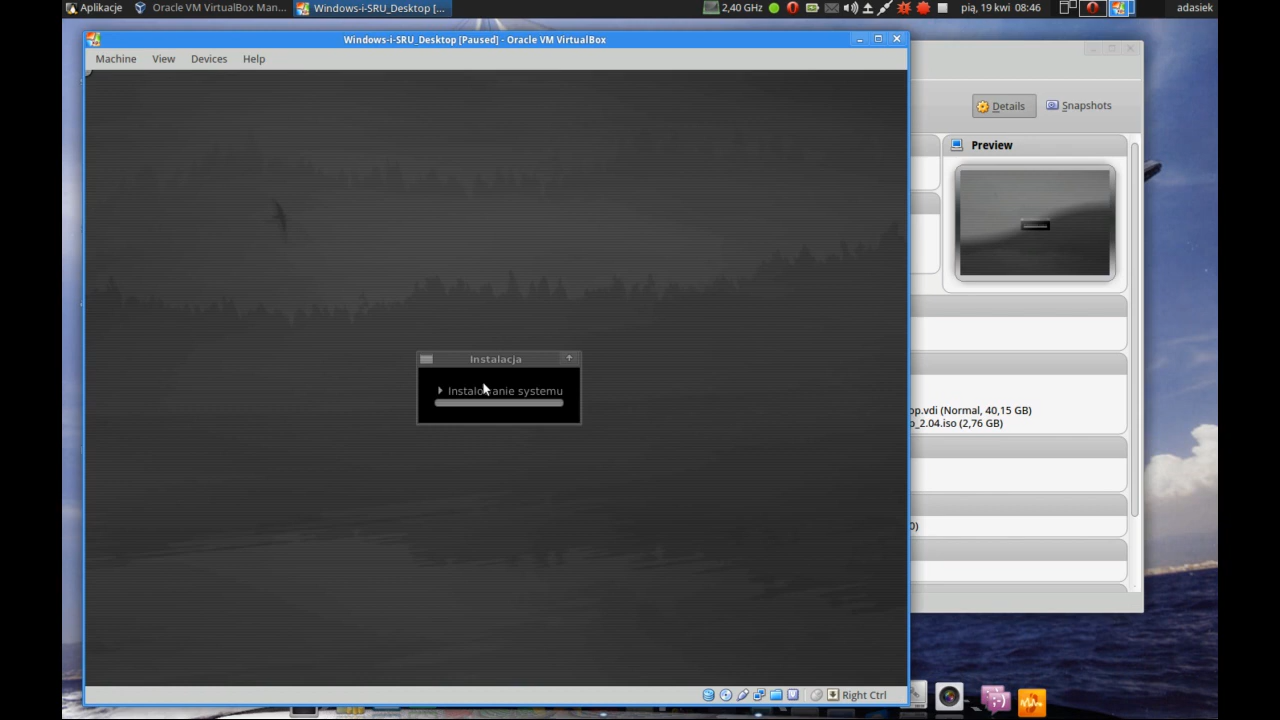 Aplikacje
Oracle VM VirtualBox Man...
Windows-i-SRU_Desktop [...
2,40 GHz
pią, 19 kwi 08:46
adasiek
Windows-i-SRU_Desktop [Paused] - Oracle VM VirtualBox
Machine View Devices Help
Details Snapshots
Preview
Instalacja
Instalowanie systemu
op.vdi (Normal, 40,15 GB)
o_2.04.iso (2,76 GB)
0)
Right Ctrl